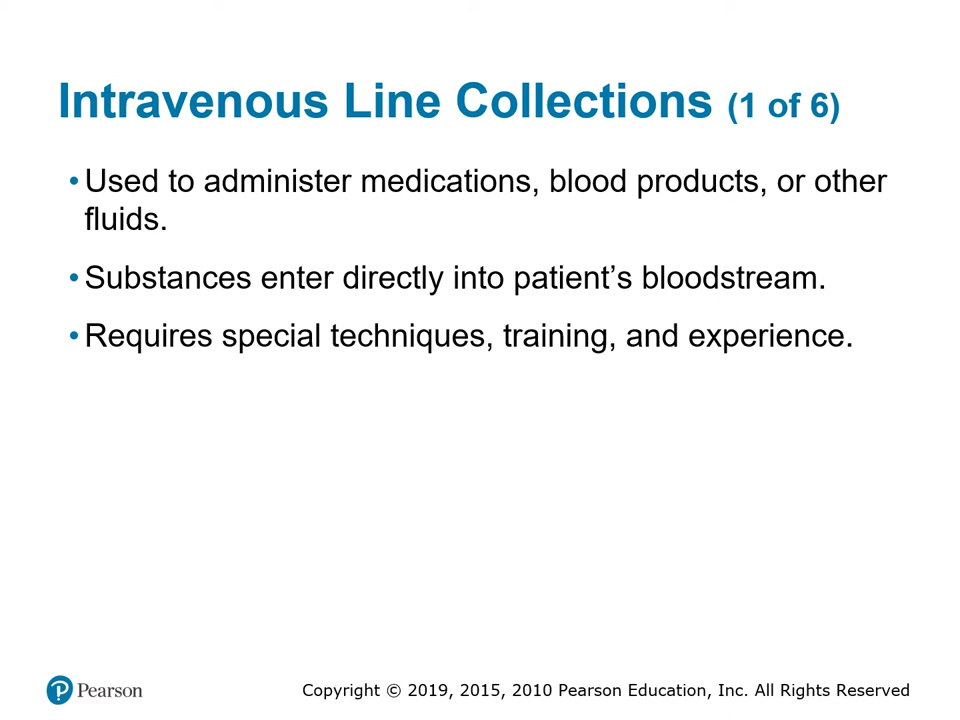 Intravenous Line Collections (1 of 6)
• Used to administer medications, blood products, or other
fluids.
• Substances enter directly into patient’s bloodstream.
• Requires special techniques, training, and experience.
Pearson
Copyright © 2019, 2015, 2010 Pearson Education, Inc. All Rights Reserved